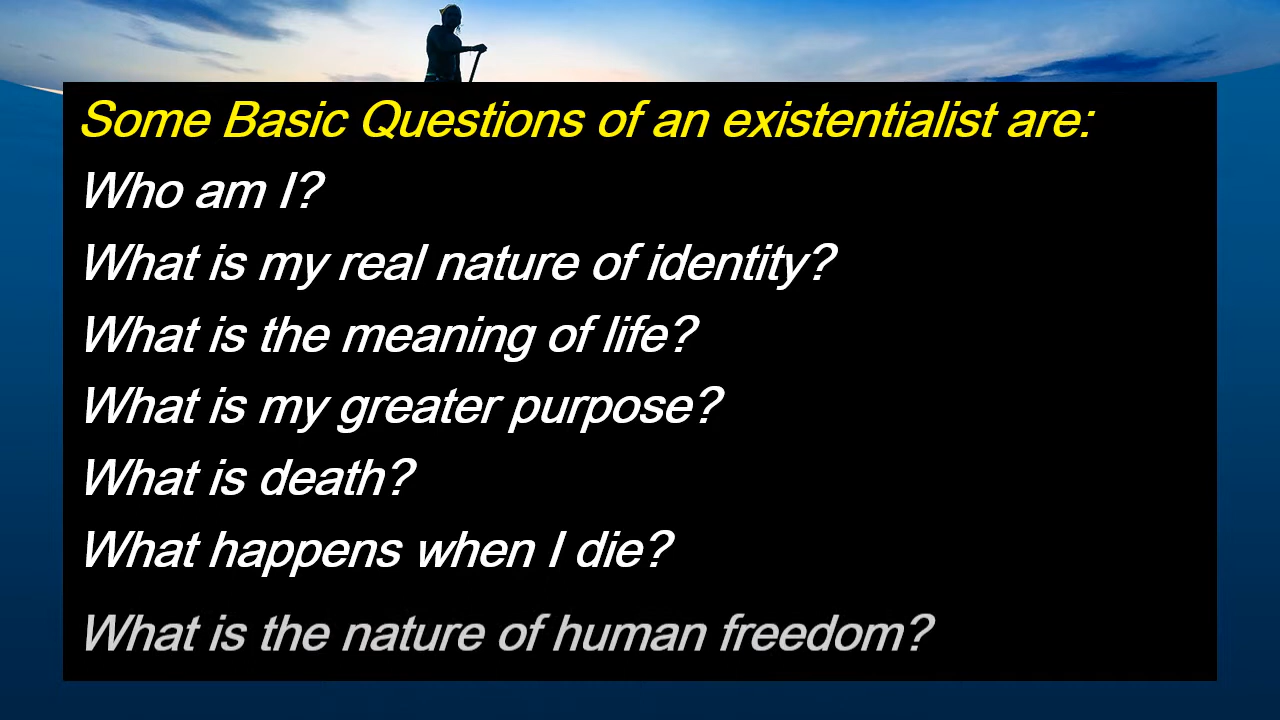 Some Basic Questions of an existentialist are:
Who am I?
What is my real nature of identity?
What is the meaning of life?
What is my greater purpose?
What is death?
What happens when I die?
What is the nature of human freedom?